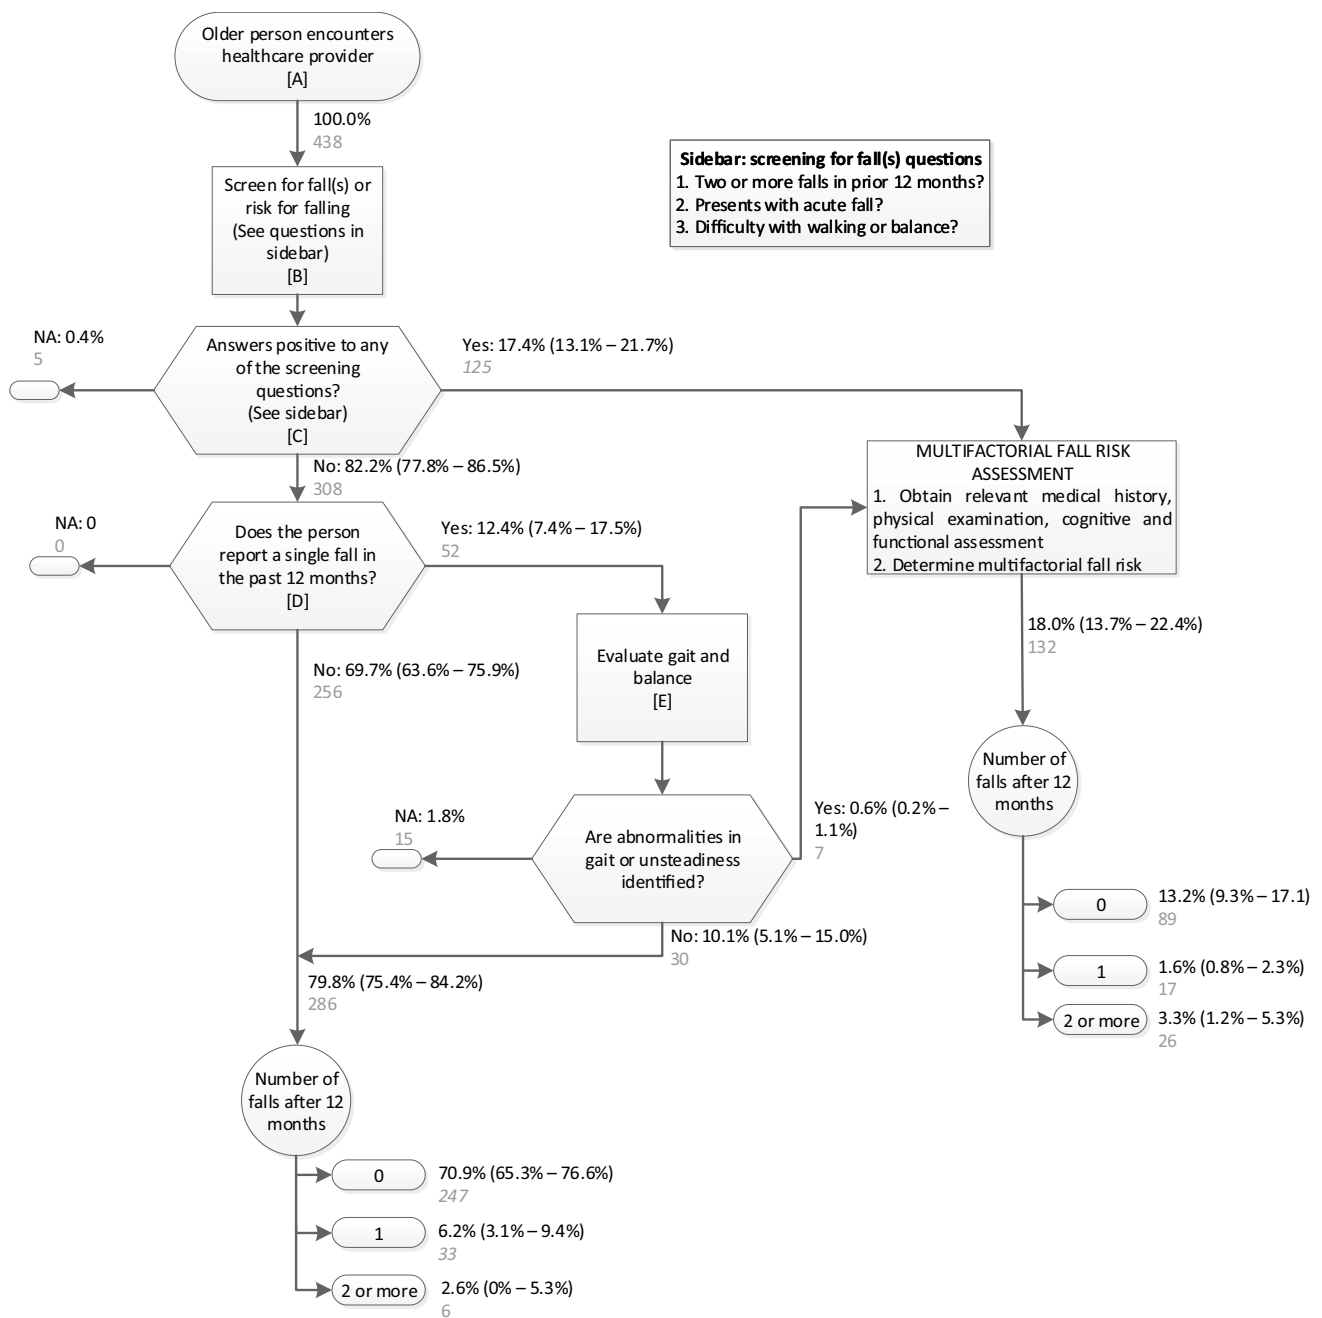 Older person encounters
healthcare provider
[A]
100.0%
438
Screen for fall(s) or
risk for falling
(See questions in
sidebar)
[B]
Sidebar: screening for fall(s) questions
1. Two or more falls in prior 12 months?
2. Presents with acute fall?
3. Difficulty with walking or balance?
NA: 0.4%
5
Answers positive to any
of the screening
questions?
(See sidebar)
[C]
Yes: 17.4% (13.1% – 21.7%)
125
No: 82.2% (77.8% – 86.5%)
308
MULTIFACTORIAL FALL RISK
ASSESSMENT
1. Obtain relevant medical history,
physical examination, cognitive and
functional assessment
2. Determine multifactorial fall risk
NA: 0
0
Does the person
report a single fall in
the past 12 months?
[D]
Yes: 12.4% (7.4% – 17.5%)
52
No: 69.7% (63.6% – 75.9%)
256
Evaluate gait and
balance
[E]
18.0% (13.7% – 22.4%)
132
Number of
falls after 12
months
NA: 1.8%
15
Are abnormalities in
gait or unsteadiness
identified?
Yes: 0.6% (0.2% –
1.1%)
7
No: 10.1% (5.1% – 15.0%)
30
0
13.2% (9.3% – 17.1)
89
1
1.6% (0.8% – 2.3%)
17
2 or more
3.3% (1.2% – 5.3%)
26
79.8% (75.4% – 84.2%)
286
Number of
falls after 12
months
0
70.9% (65.3% – 76.6%)
247
1
6.2% (3.1% – 9.4%)
33
2 or more
2.6% (0% – 5.3%)
6